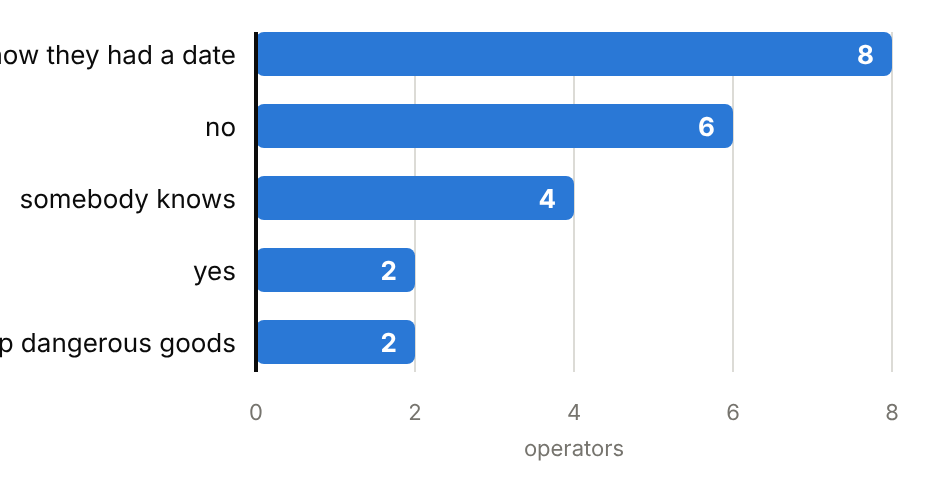 they had a date 8
no 6
somebody knows 4
yes 2
dangerous goods 2
0 2 4 6 8
operators